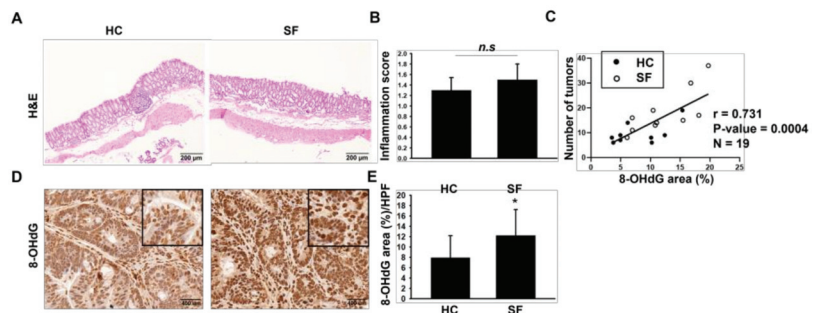 A
HC
SF
H&E
200 µm
200 µm
B
n.s
Inflammation score
2.0
1.8
1.6
1.4
1.2
1.0
0.8
0.6
0.4
0.2
0
HC
SF
C
HC
SF
Number of tumors
40
30
20
10
0
0
5
10
15
20
25
8-OHdG area (%)
r = 0.731
P-value = 0.0004
N = 19
D
8-OHdG
E
8-OHdG area (%)/HPF
20
18
16
14
12
10
8
6
4
2
0
*
HC
SF